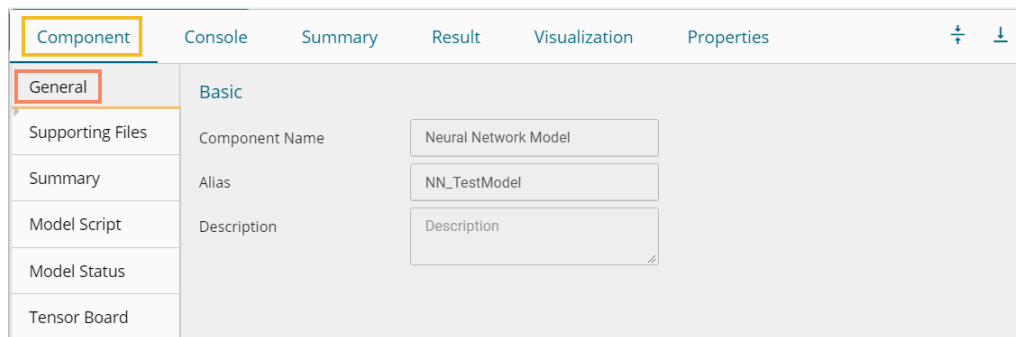 Component Console Summary Result Visualization Properties
General
Supporting Files
Summary
Model Script
Model Status
Tensor Board
Basic
Component Name Neural Network Model
Alias NN_TestModel
Description Description